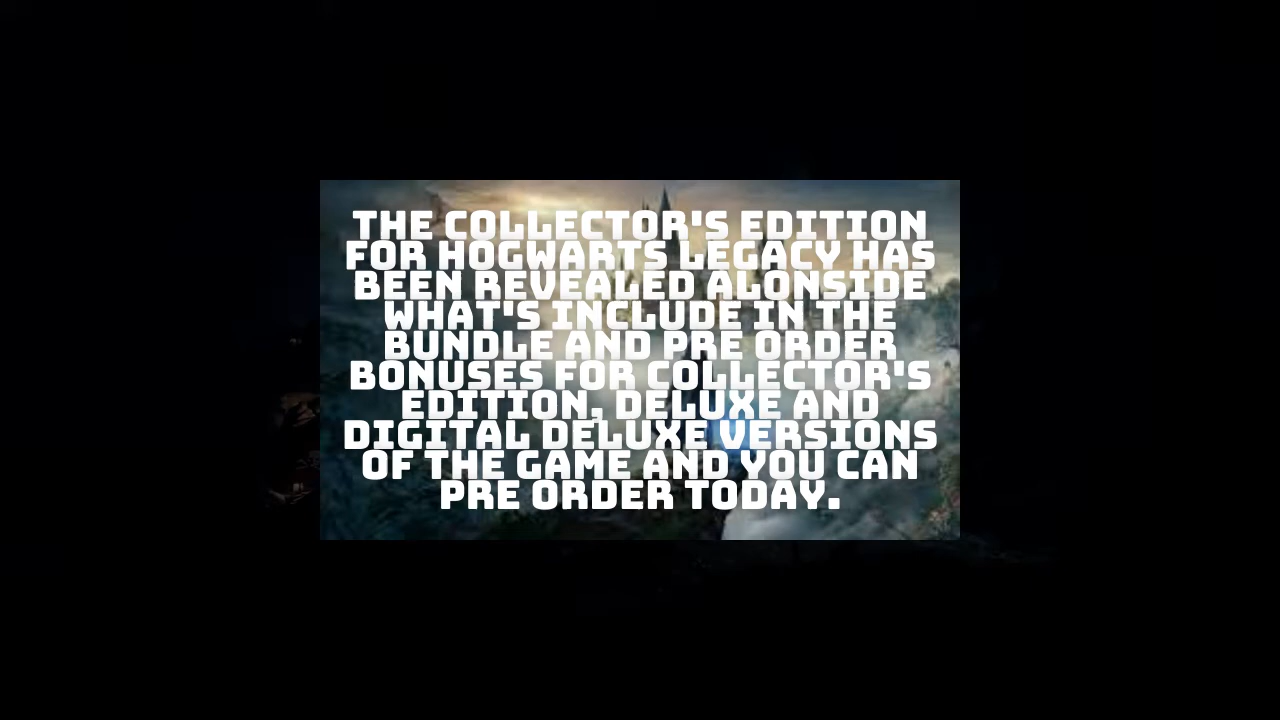 THE COLLECTOR'S EDITION
FOR HOGWARTS LEGACY HAS
BEEN REVEALED ALONSIDE
WHAT'S INCLUDE IN THE
BUNDLE AND PRE ORDER
BONUSES FOR COLLECTOR'S
EDITION, DELUXE AND
DIGITAL DELUXE VERSIONS
OF THE GAME AND YOU CAN
PRE ORDER TODAY.